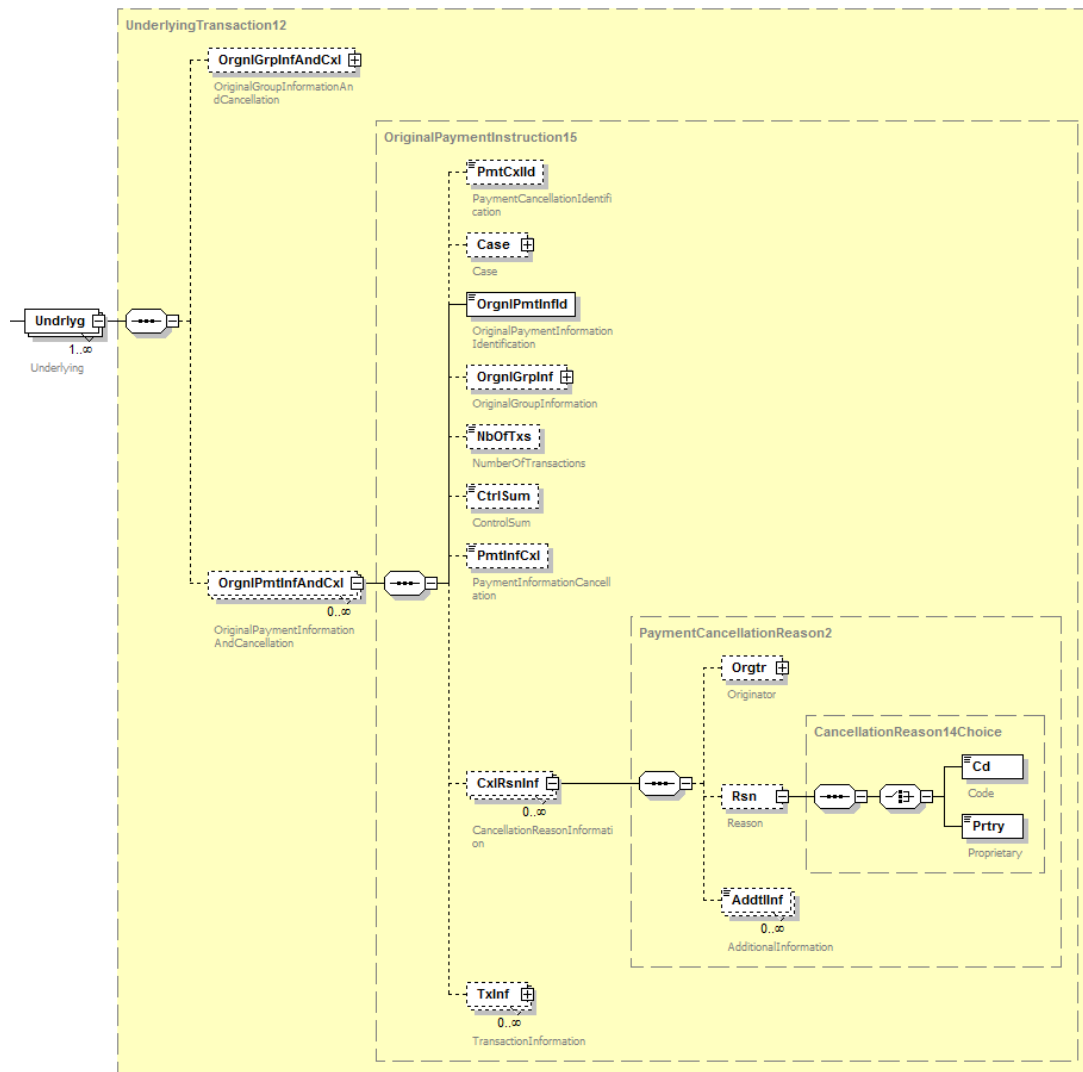 UnderlyingTransaction12
OrgnlGrpInfAndCxl
OriginalGroupInformationAn
dCancellation
OriginalPaymentInstruction15
PmtCxlId
PaymentCancellationIdentifi
cation
Case
Case
Undrlyg
1..∞
Underlying
OrgnlPmtInfId
OriginalPaymentInformation
Identification
OrgnlGrpInf
OriginalGroupInformation
NbOfTxs
NumberOfTransactions
CtrlSum
ControlSum
OrgnlPmtInfAndCxl
0..∞
OriginalPaymentInformation
AndCancellation
PmtInfCxl
PaymentInformationCancell
ation
PaymentCancellationReason2
Orgtr
Originator
CancellationReason14Choice
CxlRsnInf
0..∞
CancellationReasonInformati
on
Rsn
Reason
Cd
Code
Prtry
Proprietary
AddtlInf
0..∞
AdditionalInformation
TxInf
0..∞
TransactionInformation